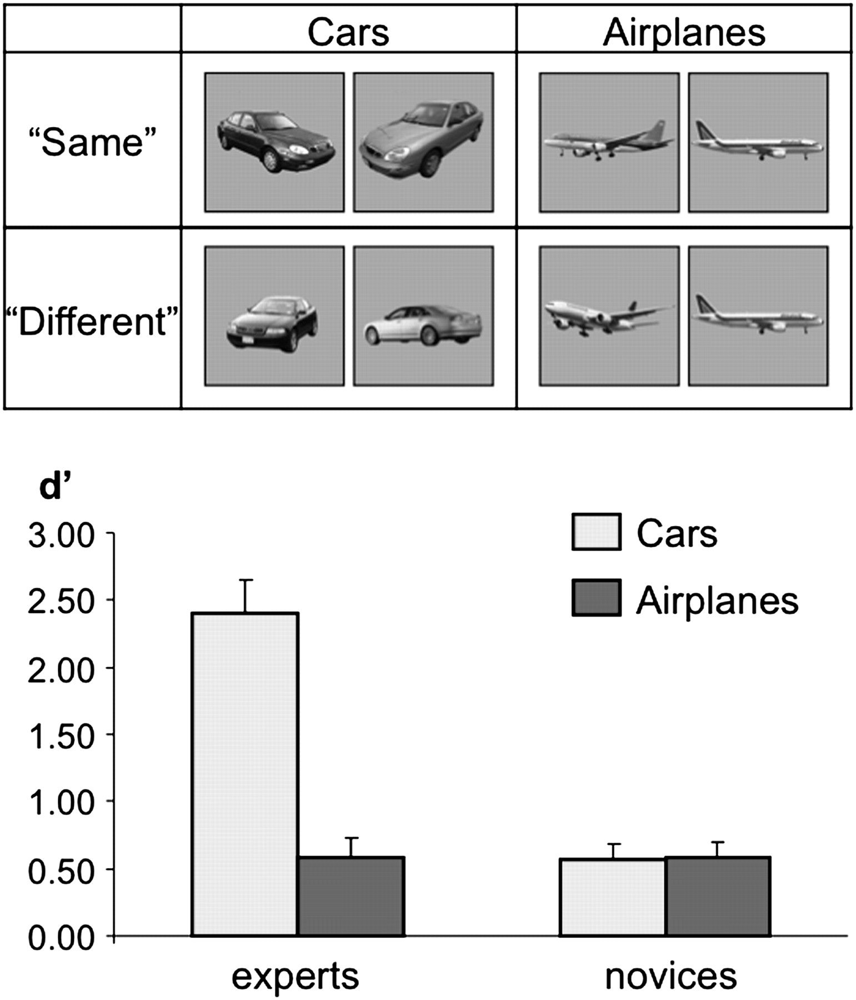 Cars Airplanes
“Same”
“Different”
d’
3.00
2.50
2.00
1.50
1.00
0.50
0.00
Cars
Airplanes
experts novices